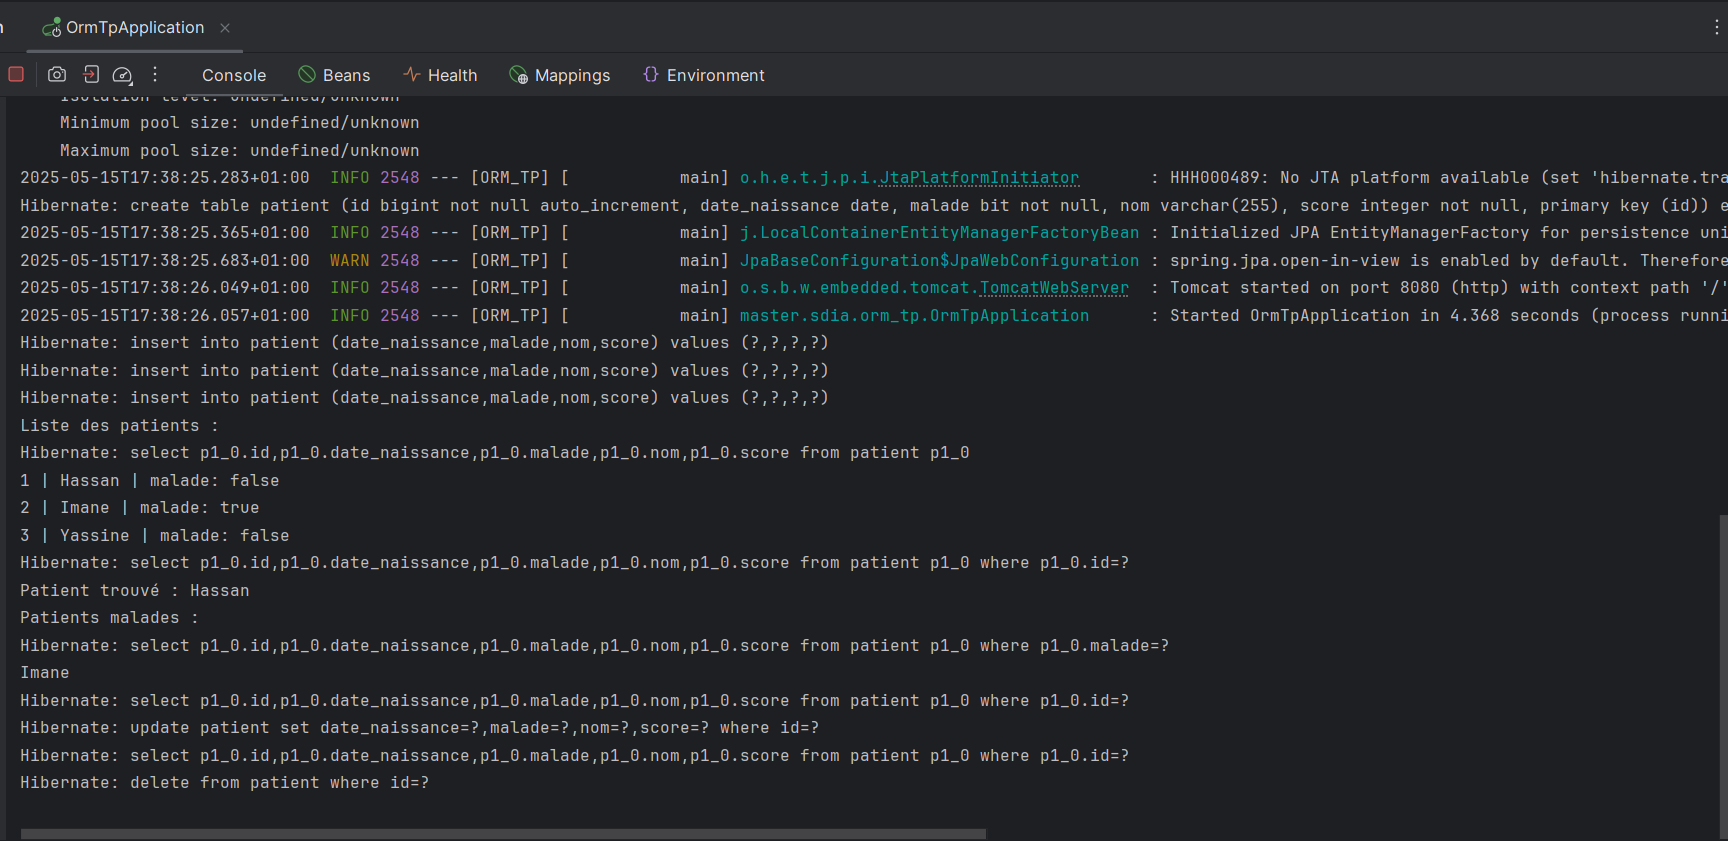 OrmTpApplication
Console Beans Health Mappings Environment
Isolation level: undefined/unknown
Minimum pool size: undefined/unknown
Maximum pool size: undefined/unknown
2025-05-15T17:38:25.283+01:00  INFO 2548 --- [ORM_TP] [           main] o.h.e.t.j.p.i.JtaPlatformInitiator       : HHH000489: No JTA platform available (set 'hibernate.tra
Hibernate: create table patient (id bigint not null auto_increment, date_naissance date, malade bit not null, nom varchar(255), score integer not null, primary key (id)) e
2025-05-15T17:38:25.365+01:00  INFO 2548 --- [ORM_TP] [           main] j.LocalContainerEntityManagerFactoryBean : Initialized JPA EntityManagerFactory for persistence uni
2025-05-15T17:38:25.683+01:00  WARN 2548 --- [ORM_TP] [           main] JpaBaseConfiguration$JpaWebConfiguration : spring.jpa.open-in-view is enabled by default. Therefore
2025-05-15T17:38:26.049+01:00  INFO 2548 --- [ORM_TP] [           main] o.s.b.w.embedded.tomcat.TomcatWebServer  : Tomcat started on port 8080 (http) with context path '/'
2025-05-15T17:38:26.057+01:00  INFO 2548 --- [ORM_TP] [           main] master.sdia.orm_tp.OrmTpApplication      : Started OrmTpApplication in 4.368 seconds (process runni
Hibernate: insert into patient (date_naissance,malade,nom,score) values (?,?,?,?)
Hibernate: insert into patient (date_naissance,malade,nom,score) values (?,?,?,?)
Hibernate: insert into patient (date_naissance,malade,nom,score) values (?,?,?,?)
Liste des patients :
Hibernate: select p1_0.id,p1_0.date_naissance,p1_0.malade,p1_0.nom,p1_0.score from patient p1_0
1 | Hassan | malade: false
2 | Imane | malade: true
3 | Yassine | malade: false
Hibernate: select p1_0.id,p1_0.date_naissance,p1_0.malade,p1_0.nom,p1_0.score from patient p1_0 where p1_0.id=?
Patient trouvé : Hassan
Patients malades :
Hibernate: select p1_0.id,p1_0.date_naissance,p1_0.malade,p1_0.nom,p1_0.score from patient p1_0 where p1_0.malade=?
Imane
Hibernate: select p1_0.id,p1_0.date_naissance,p1_0.malade,p1_0.nom,p1_0.score from patient p1_0 where p1_0.id=?
Hibernate: update patient set date_naissance=?,malade=?,nom=?,score=? where id=?
Hibernate: select p1_0.id,p1_0.date_naissance,p1_0.malade,p1_0.nom,p1_0.score from patient p1_0 where p1_0.id=?
Hibernate: delete from patient where id=?